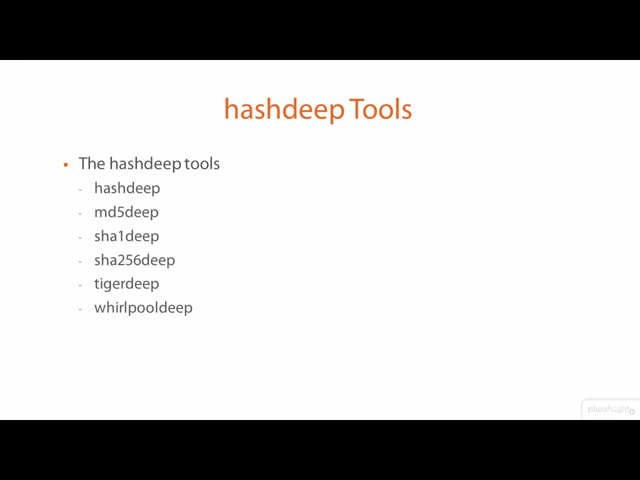 hashdeep Tools
▪ The hashdeep tools
- hashdeep
- md5deep
- sha1deep
- sha256deep
- tigerdeep
- whirlpooldeep
pluralsight